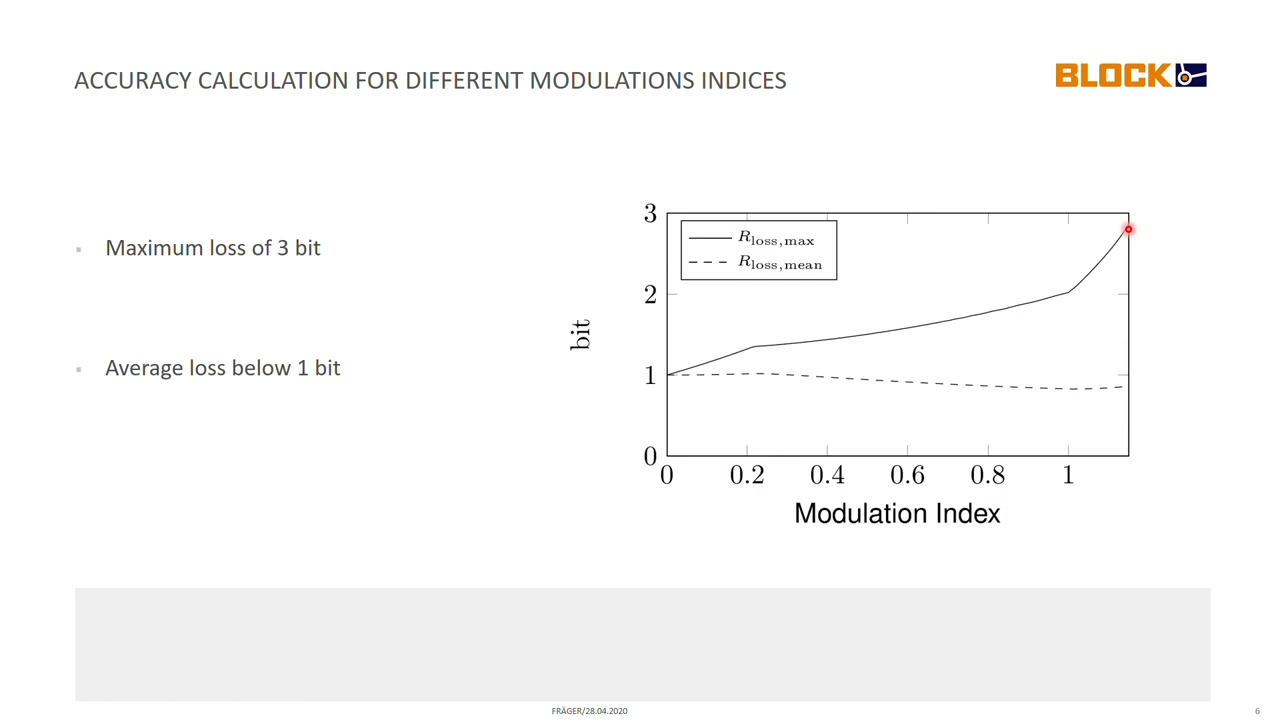 ACCURACY CALCULATION FOR DIFFERENT MODULATIONS INDICES
BLOCK
Maximum loss of 3 bit
Average loss below 1 bit
3
2
1
0
bit
R_loss,max
R_loss,mean
0 0.2 0.4 0.6 0.8 1
Modulation Index
FRÄGER/28.04.2020
6